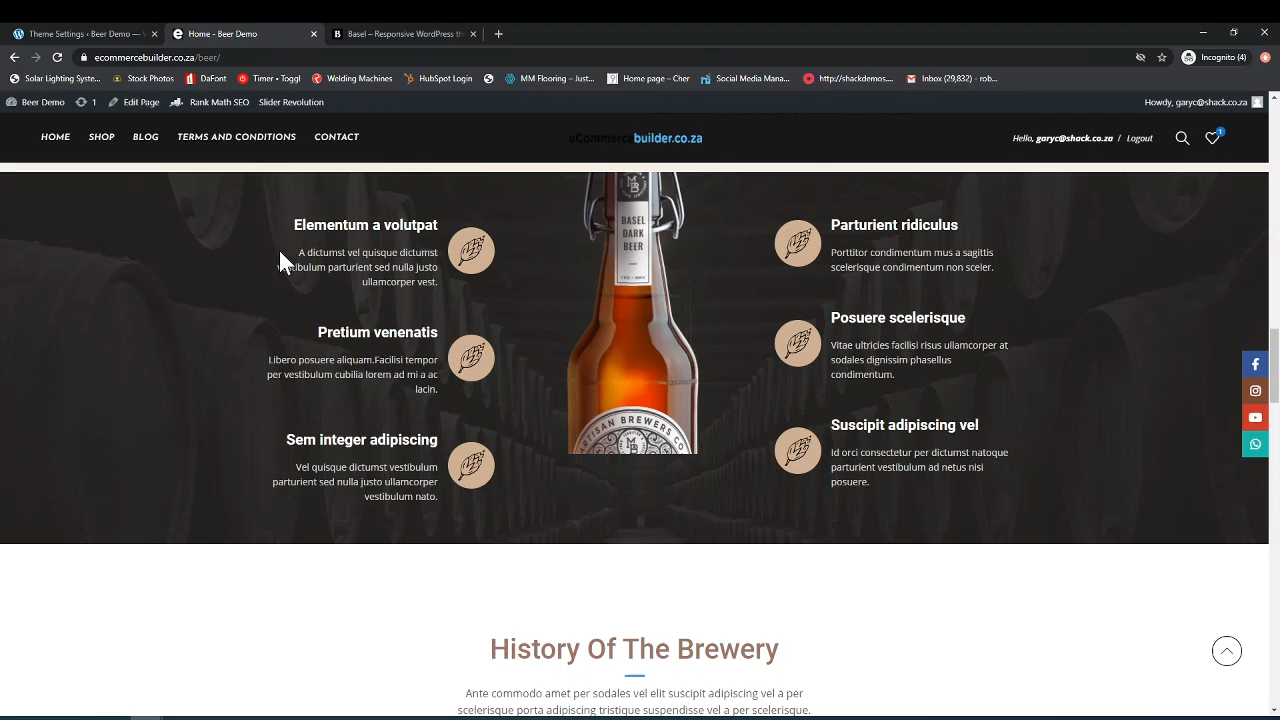 Theme Settings ‹ Beer Demo —
Home - Beer Demo
Basel – Responsive WordPress th
ecommercebuilder.co.za/beer/
Incognito (4)
Solar Lighting Syste...
Stock Photos
DaFont
Timer • Toggl
Welding Machines
HubSpot Login
MM Flooring – Just...
Home page – Cher
Social Media Mana...
http://shackdemos....
Inbox (29,832) - rob...
Beer Demo
1
Edit Page
Rank Math SEO
Slider Revolution
Howdy, garyc@shack.co.za
HOME
SHOP
BLOG
TERMS AND CONDITIONS
CONTACT
eCommercebuilder.co.za
Hello, garyc@shack.co.za / Logout
1
Elementum a volutpat
A dictumst vel quisque dictumst
vestibulum parturient sed nulla justo
ullamcorper vest.
Pretium venenatis
Libero posuere aliquam.Facilisi tempor
per vestibulum cubilia lorem ad mi a ac
lacin.
Sem integer adipiscing
Vel quisque dictumst vestibulum
parturient sed nulla justo ullamcorper
vestibulum nato.
MB
BASEL
DARK
BEER
ARTISAN BREWERS CO
MB
Parturient ridiculus
Porttitor condimentum mus a sagittis
scelerisque condimentum non sceler.
Posuere scelerisque
Vitae ultricies facilisi risus ullamcorper at
sodales dignissim phasellus
condimentum.
Suscipit adipiscing vel
Id orci consectetur per dictumst natoque
parturient vestibulum ad netus nisi
posuere.
History Of The Brewery
Ante commodo amet per sodales vel elit suscipit adipiscing vel a per
scelerisque porta adipiscing tristique suspendisse vel a per scelerisque.